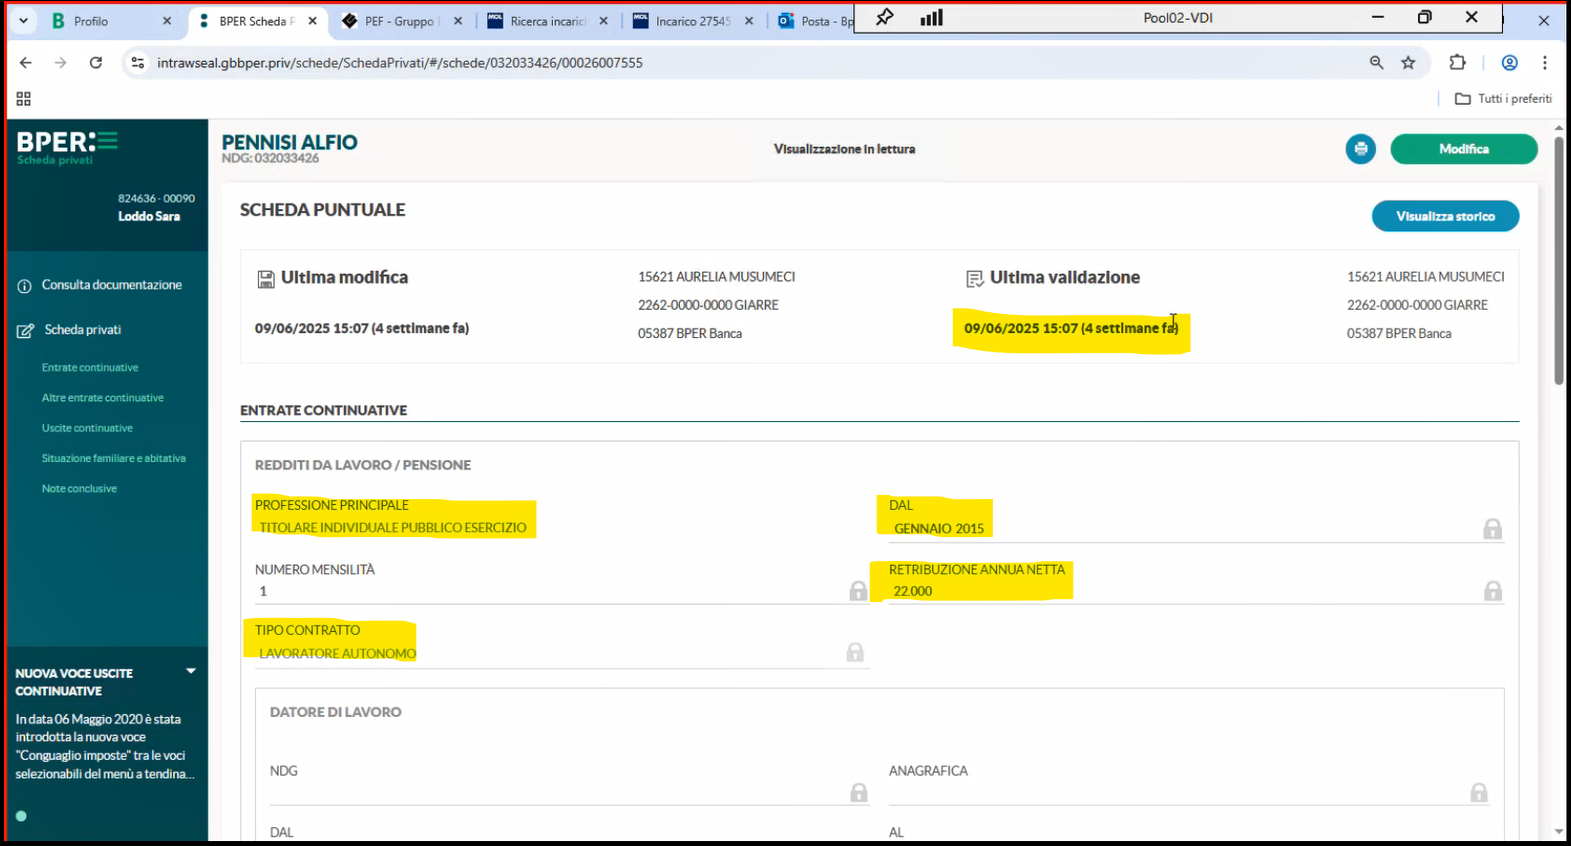 Profilo
BPER Scheda P
PEF - Gruppo
Ricerca incari
MOL
Incarico 27545
MOL
Posta - Bp
Pool02-VDI
intrawseal.gbbper.priv/schede/SchedaPrivati/#/schede/032033426/00026007555
Tutti i preferiti
BPER:
Scheda privati
824636 - 00090
Loddo Sara
Consulta documentazione
Scheda privati
Entrate continuative
Altre entrate continuative
Uscite continuative
Situazione familiare e abitativa
Note conclusive
NUOVA VOCE USCITE
CONTINUATIVE
In data 06 Maggio 2020 è stata
introdotta la nuova voce
"Conguaglio imposte" tra le voci
selezionabili del menù a tendina...
PENNISI ALFIO
NDG: 032033426
Visualizzazione in lettura
Modifica
SCHEDA PUNTUALE
Visualizza storico
Ultima modifica
09/06/2025 15:07 (4 settimane fa)
15621 AURELIA MUSUMECI
2262-0000-0000 GIARRE
05387 BPER Banca
Ultima validazione
09/06/2025 15:07 (4 settimane fa)
15621 AURELIA MUSUMECI
2262-0000-0000 GIARRE
05387 BPER Banca
ENTRATE CONTINUATIVE
REDDITI DA LAVORO / PENSIONE
PROFESSIONE PRINCIPALE
TITOLARE INDIVIDUALE PUBBLICO ESERCIZIO
DAL
GENNAIO 2015
NUMERO MENSILITÀ
1
RETRIBUZIONE ANNUA NETTA
22.000
TIPO CONTRATTO
LAVORATORE AUTONOMO
DATORE DI LAVORO
NDG
ANAGRAFICA
DAL
AL